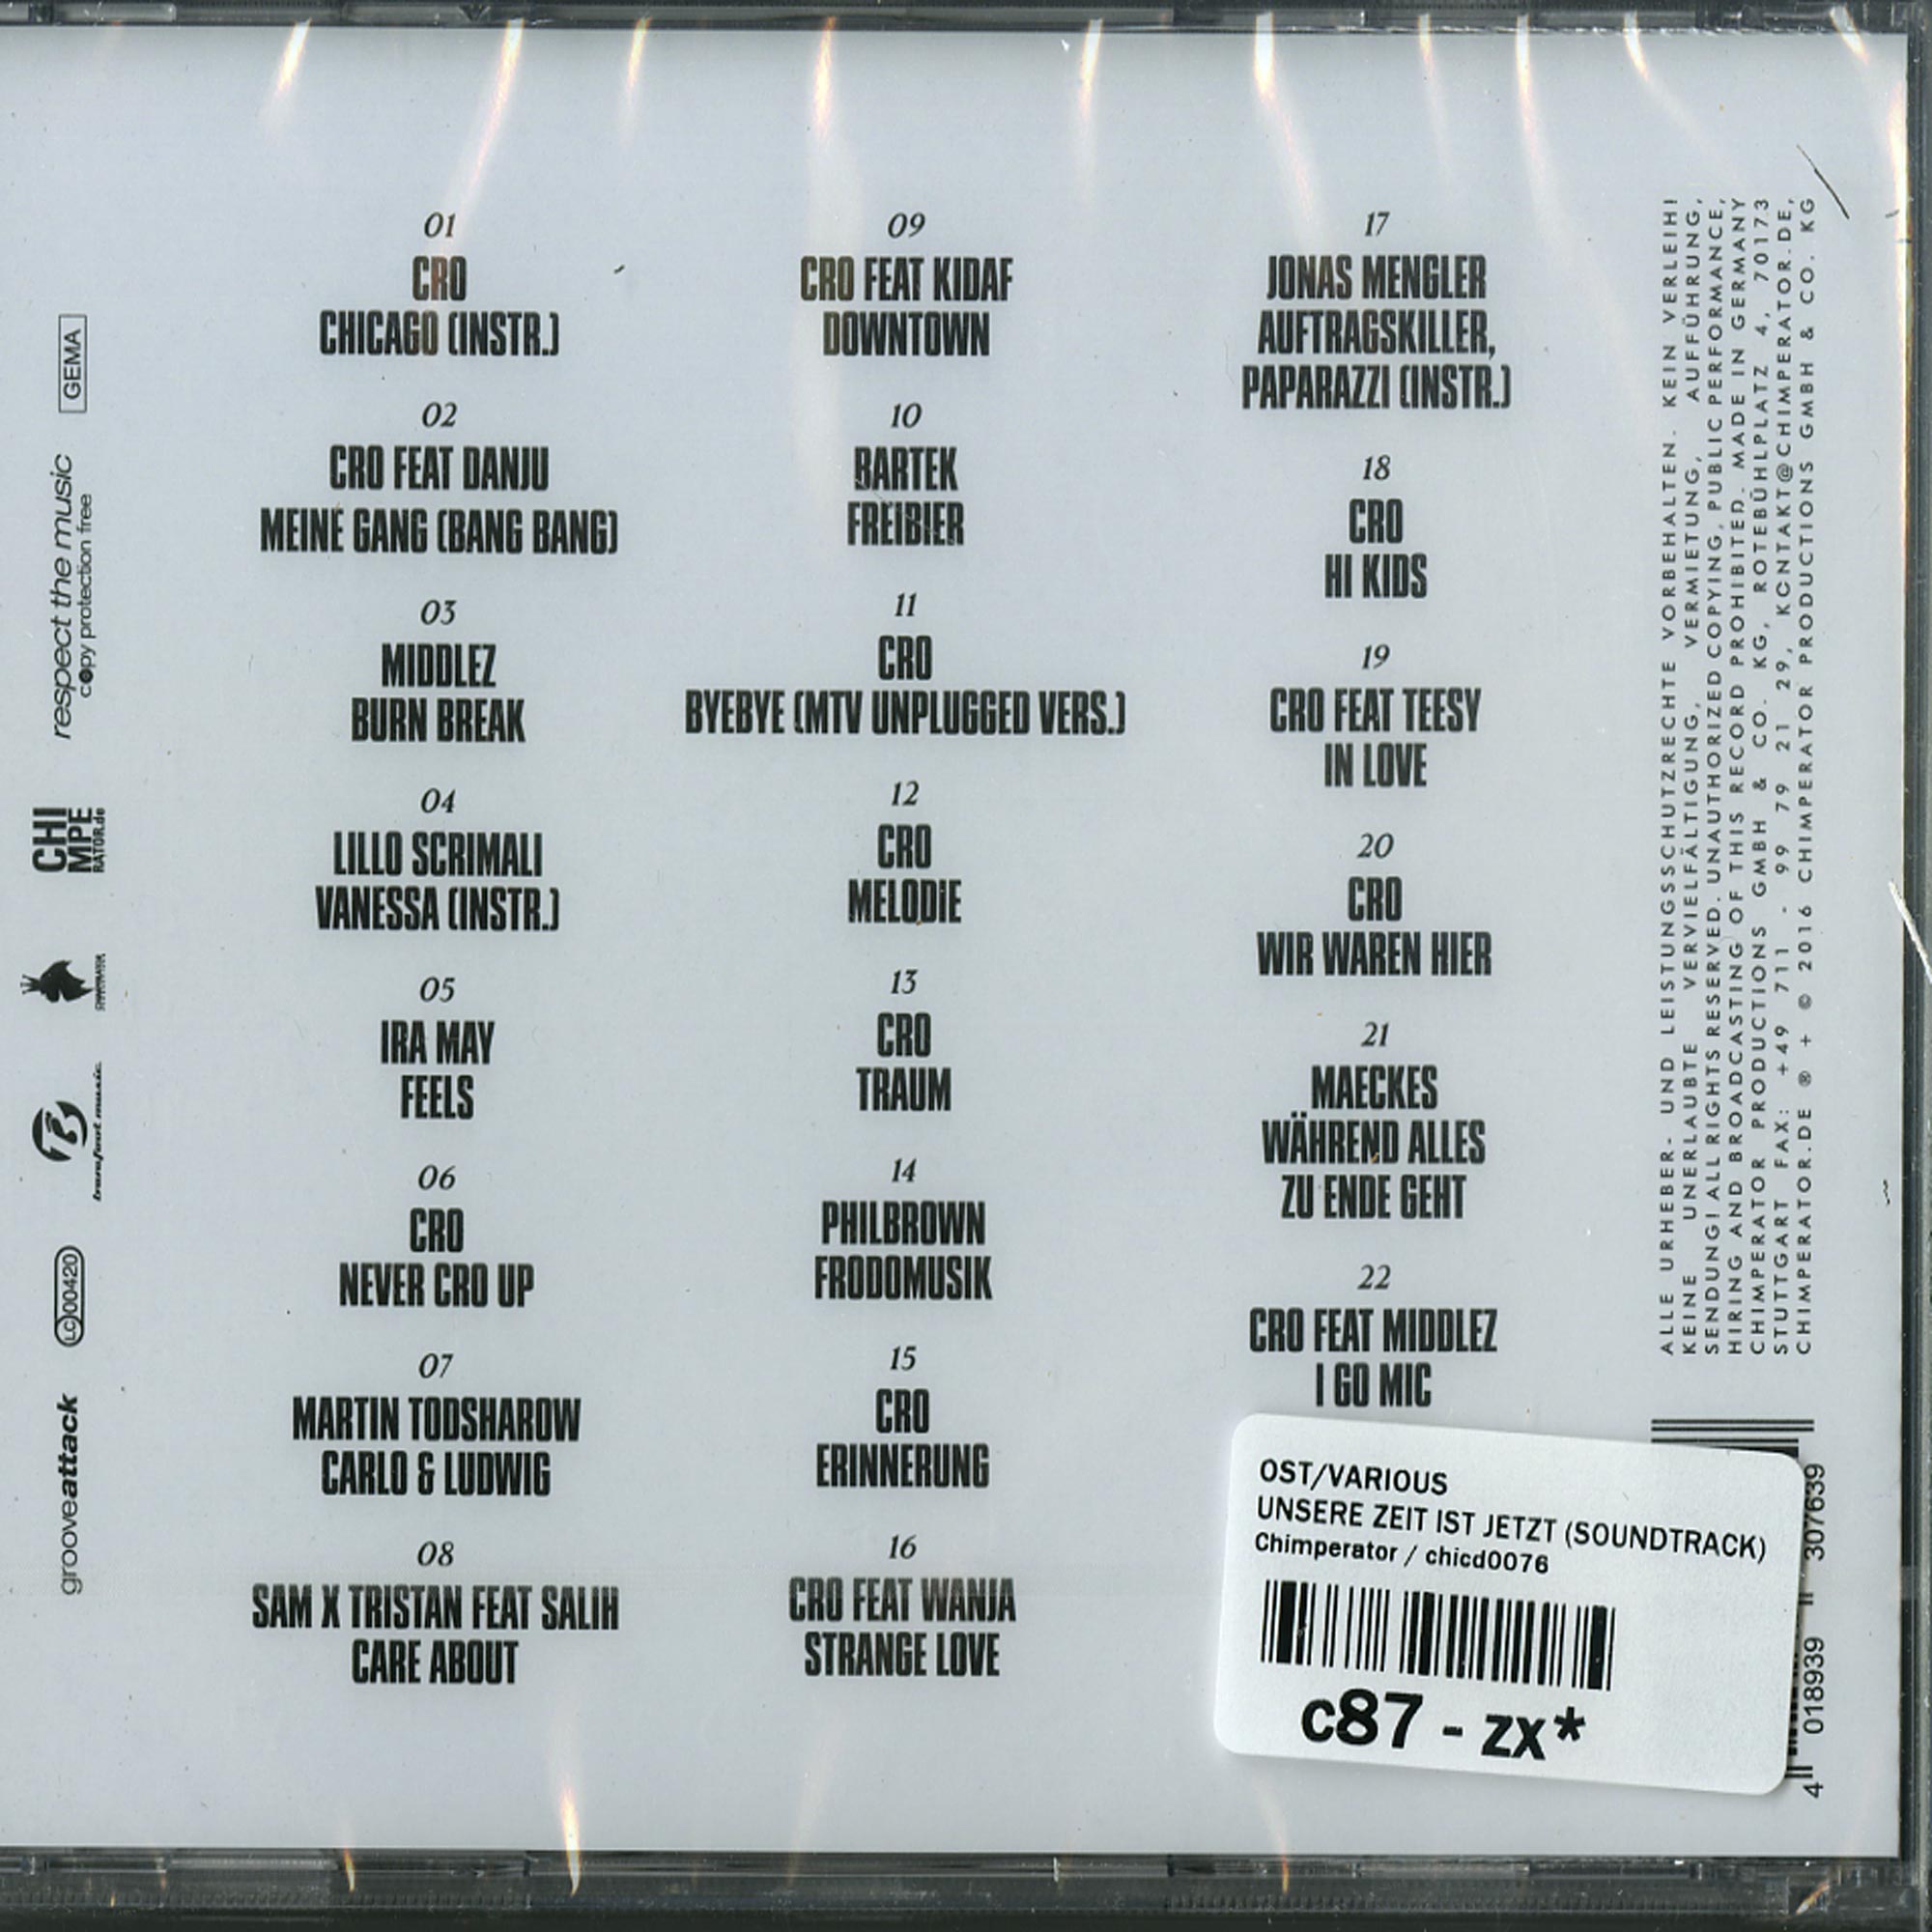 GEMA
respect the music
copy protection free
CHI
MPE
RATOR.de
truesoul music
LC 00420
grooveattack
01
CRO
CHICAGO (INSTR.)
02
CRO FEAT DANJU
MEINE GANG (BANG BANG)
03
MIDDLEZ
BURN BREAK
04
LILLO SCRIMALI
VANESSA (INSTR.)
05
IRA MAY
FEELS
06
CRO
NEVER CRO UP
07
MARTIN TODSHAROW
CARLO & LUDWIG
08
SAM X TRISTAN FEAT SALIH
CARE ABOUT
09
CRO FEAT KIDAF
DOWNTOWN
10
BARTEK
FREIBIER
11
CRO
BYEBYE (MTV UNPLUGGED VERS.)
12
CRO
MELODIE
13
CRO
TRAUM
14
PHILBROWN
FRODOMUSIK
15
CRO
ERINNERUNG
16
CRO FEAT WANJA
STRANGE LOVE
17
JONAS MENGLER
AUFTRAGSKILLER,
PAPARAZZI (INSTR.)
18
CRO
HI KIDS
19
CRO FEAT TEESY
IN LOVE
20
CRO
WIR WAREN HIER
21
MAECKES
WÄHREND ALLES
ZU ENDE GEHT
22
CRO FEAT MIDDLEZ
I GO MIC
ALLE URHEBER- UND LEISTUNGSSCHUTZRECHTE VORBEHALTEN. KEIN VERLEIH!
KEINE UNERLAUBTE VERVIELFÄLTIGUNG, VERMIETUNG, AUFFÜHRUNG,
SENDUNG! ALL RIGHTS RESERVED. UNAUTHORIZED COPYING, PUBLIC PERFORMANCE,
HIRING AND BROADCASTING OF THIS RECORD PROHIBITED. MADE IN GERMANY
CHIMPERATOR PRODUCTIONS GMBH & CO. KG, ROTEBÜHLPLATZ 4, 70173
STUTTGART FAX: +49 711 - 99 79 21 29, KONTAKT@CHIMPERATOR.DE,
CHIMPERATOR.DE ® + © 2016 CHIMPERATOR PRODUCTIONS GMBH & CO. KG
OST/VARIOUS
UNSERE ZEIT IST JETZT (SOUNDTRACK)
Chimperator / chicd0076
c87 - zx*
4 018939 307639